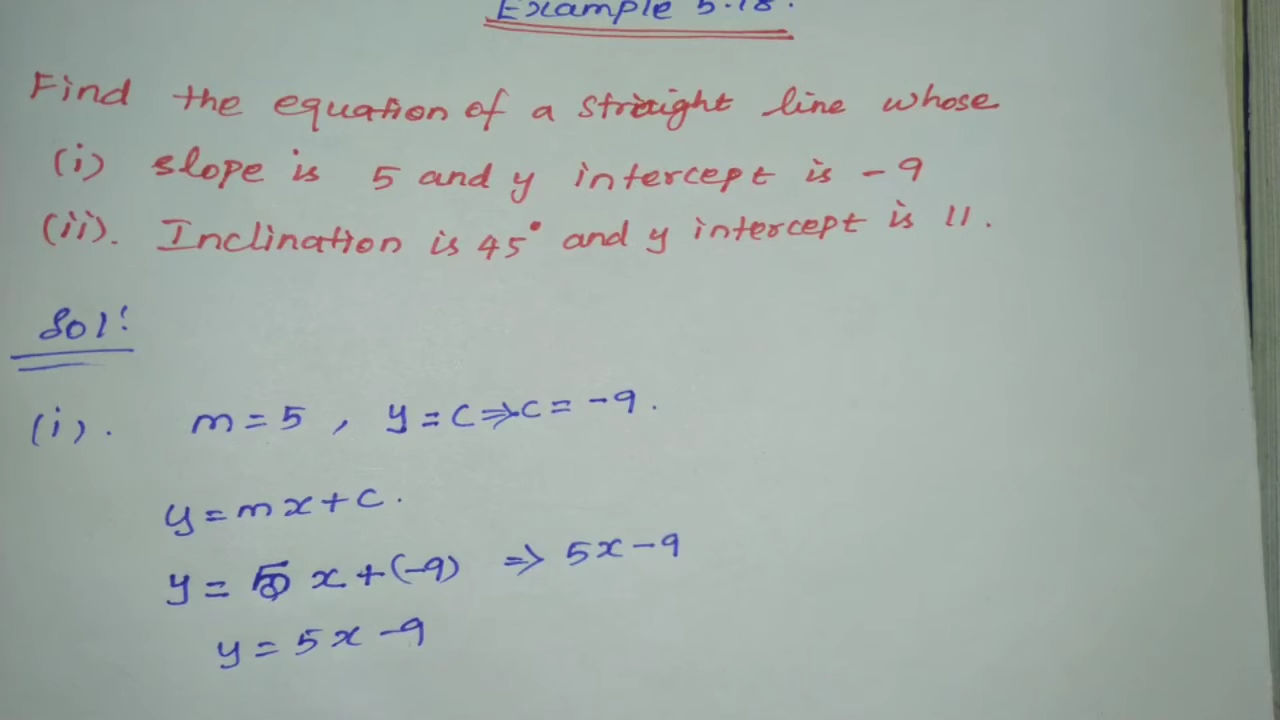 Example 5.18.
Find the equation of a straight line whose
(i) slope is 5 and y intercept is -9
(ii). Inclination is 45° and y intercept is 11.
Sol:
(i). m = 5 , y = c ⇒ c = -9.
y = mx + c.
y = 5 x + (-9) ⇒ 5x - 9
y = 5x - 9